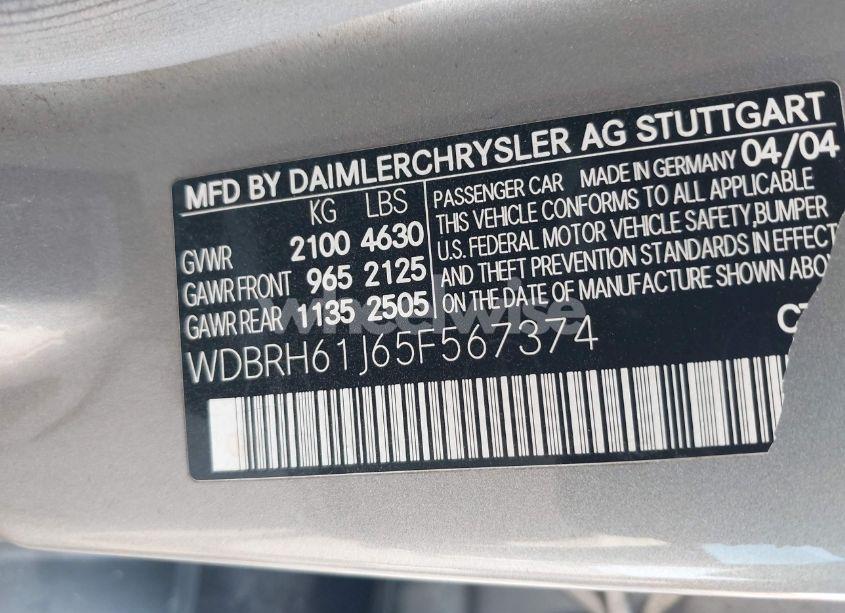 MFD BY DAIMLERCHRYSLER AG STUTTGART
KG LBS
GVWR 2100 4630
GAWR FRONT 965 2125
GAWR REAR 1135 2505
PASSENGER CAR MADE IN GERMANY 04/04
THIS VEHICLE CONFORMS TO ALL APPLICABLE
U.S. FEDERAL MOTOR VEHICLE SAFETY, BUMPER
AND THEFT PREVENTION STANDARDS IN EFFECT
ON THE DATE OF MANUFACTURE SHOWN ABO
WDBRH61J65F567374
wheelwise